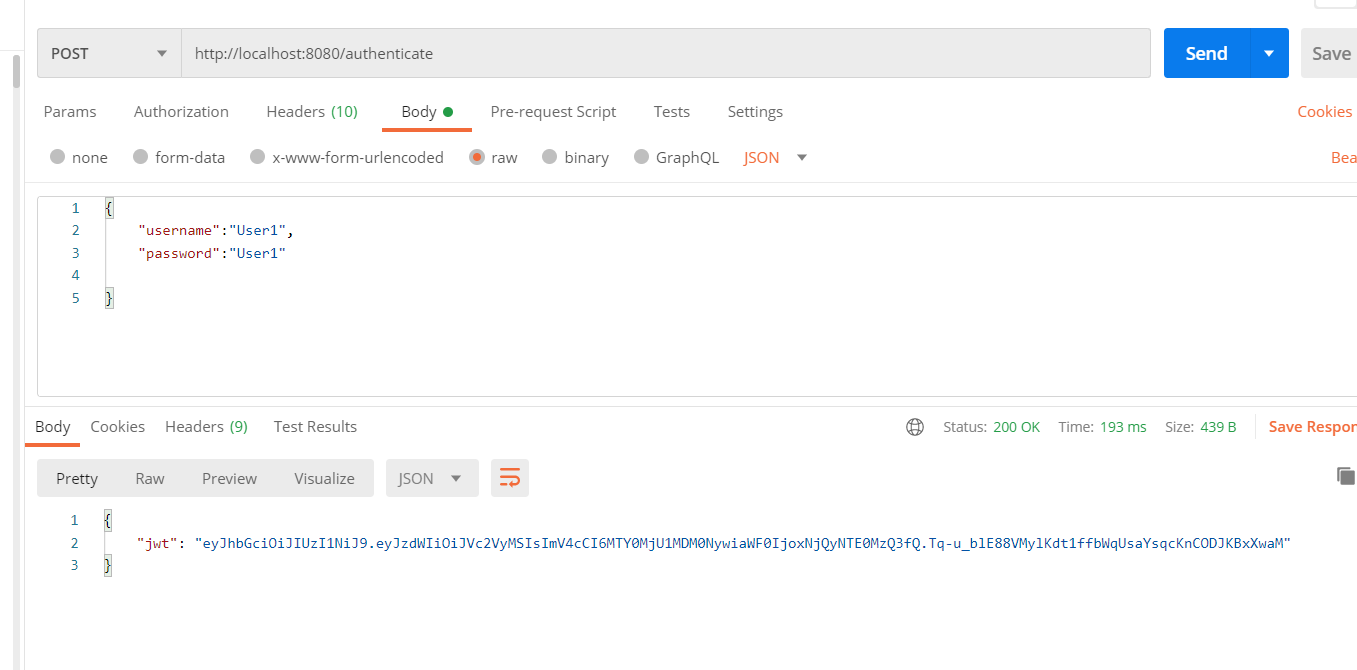 POST http://localhost:8080/authenticate Send Save
Params Authorization Headers (10) Body Pre-request Script Tests Settings Cookies
none form-data x-www-form-urlencoded raw binary GraphQL JSON Bea
1 {
2 "username":"User1",
3 "password":"User1"
4
5 }
Body Cookies Headers (9) Test Results Status: 200 OK Time: 193 ms Size: 439 B Save Respon
Pretty Raw Preview Visualize JSON
1 {
2 "jwt": "eyJhbGciOiJIUzI1NiJ9.eyJzdWIiOiJVc2VyMSIsImV4cCI6MTY0MjU1MDM0NywiaWF0IjoxNjQyNTE0MzQ3fQ.Tq-u_blE88VMylKdt1ffbWqUsaYsqcKnCODJKBxXwaM"
3 }